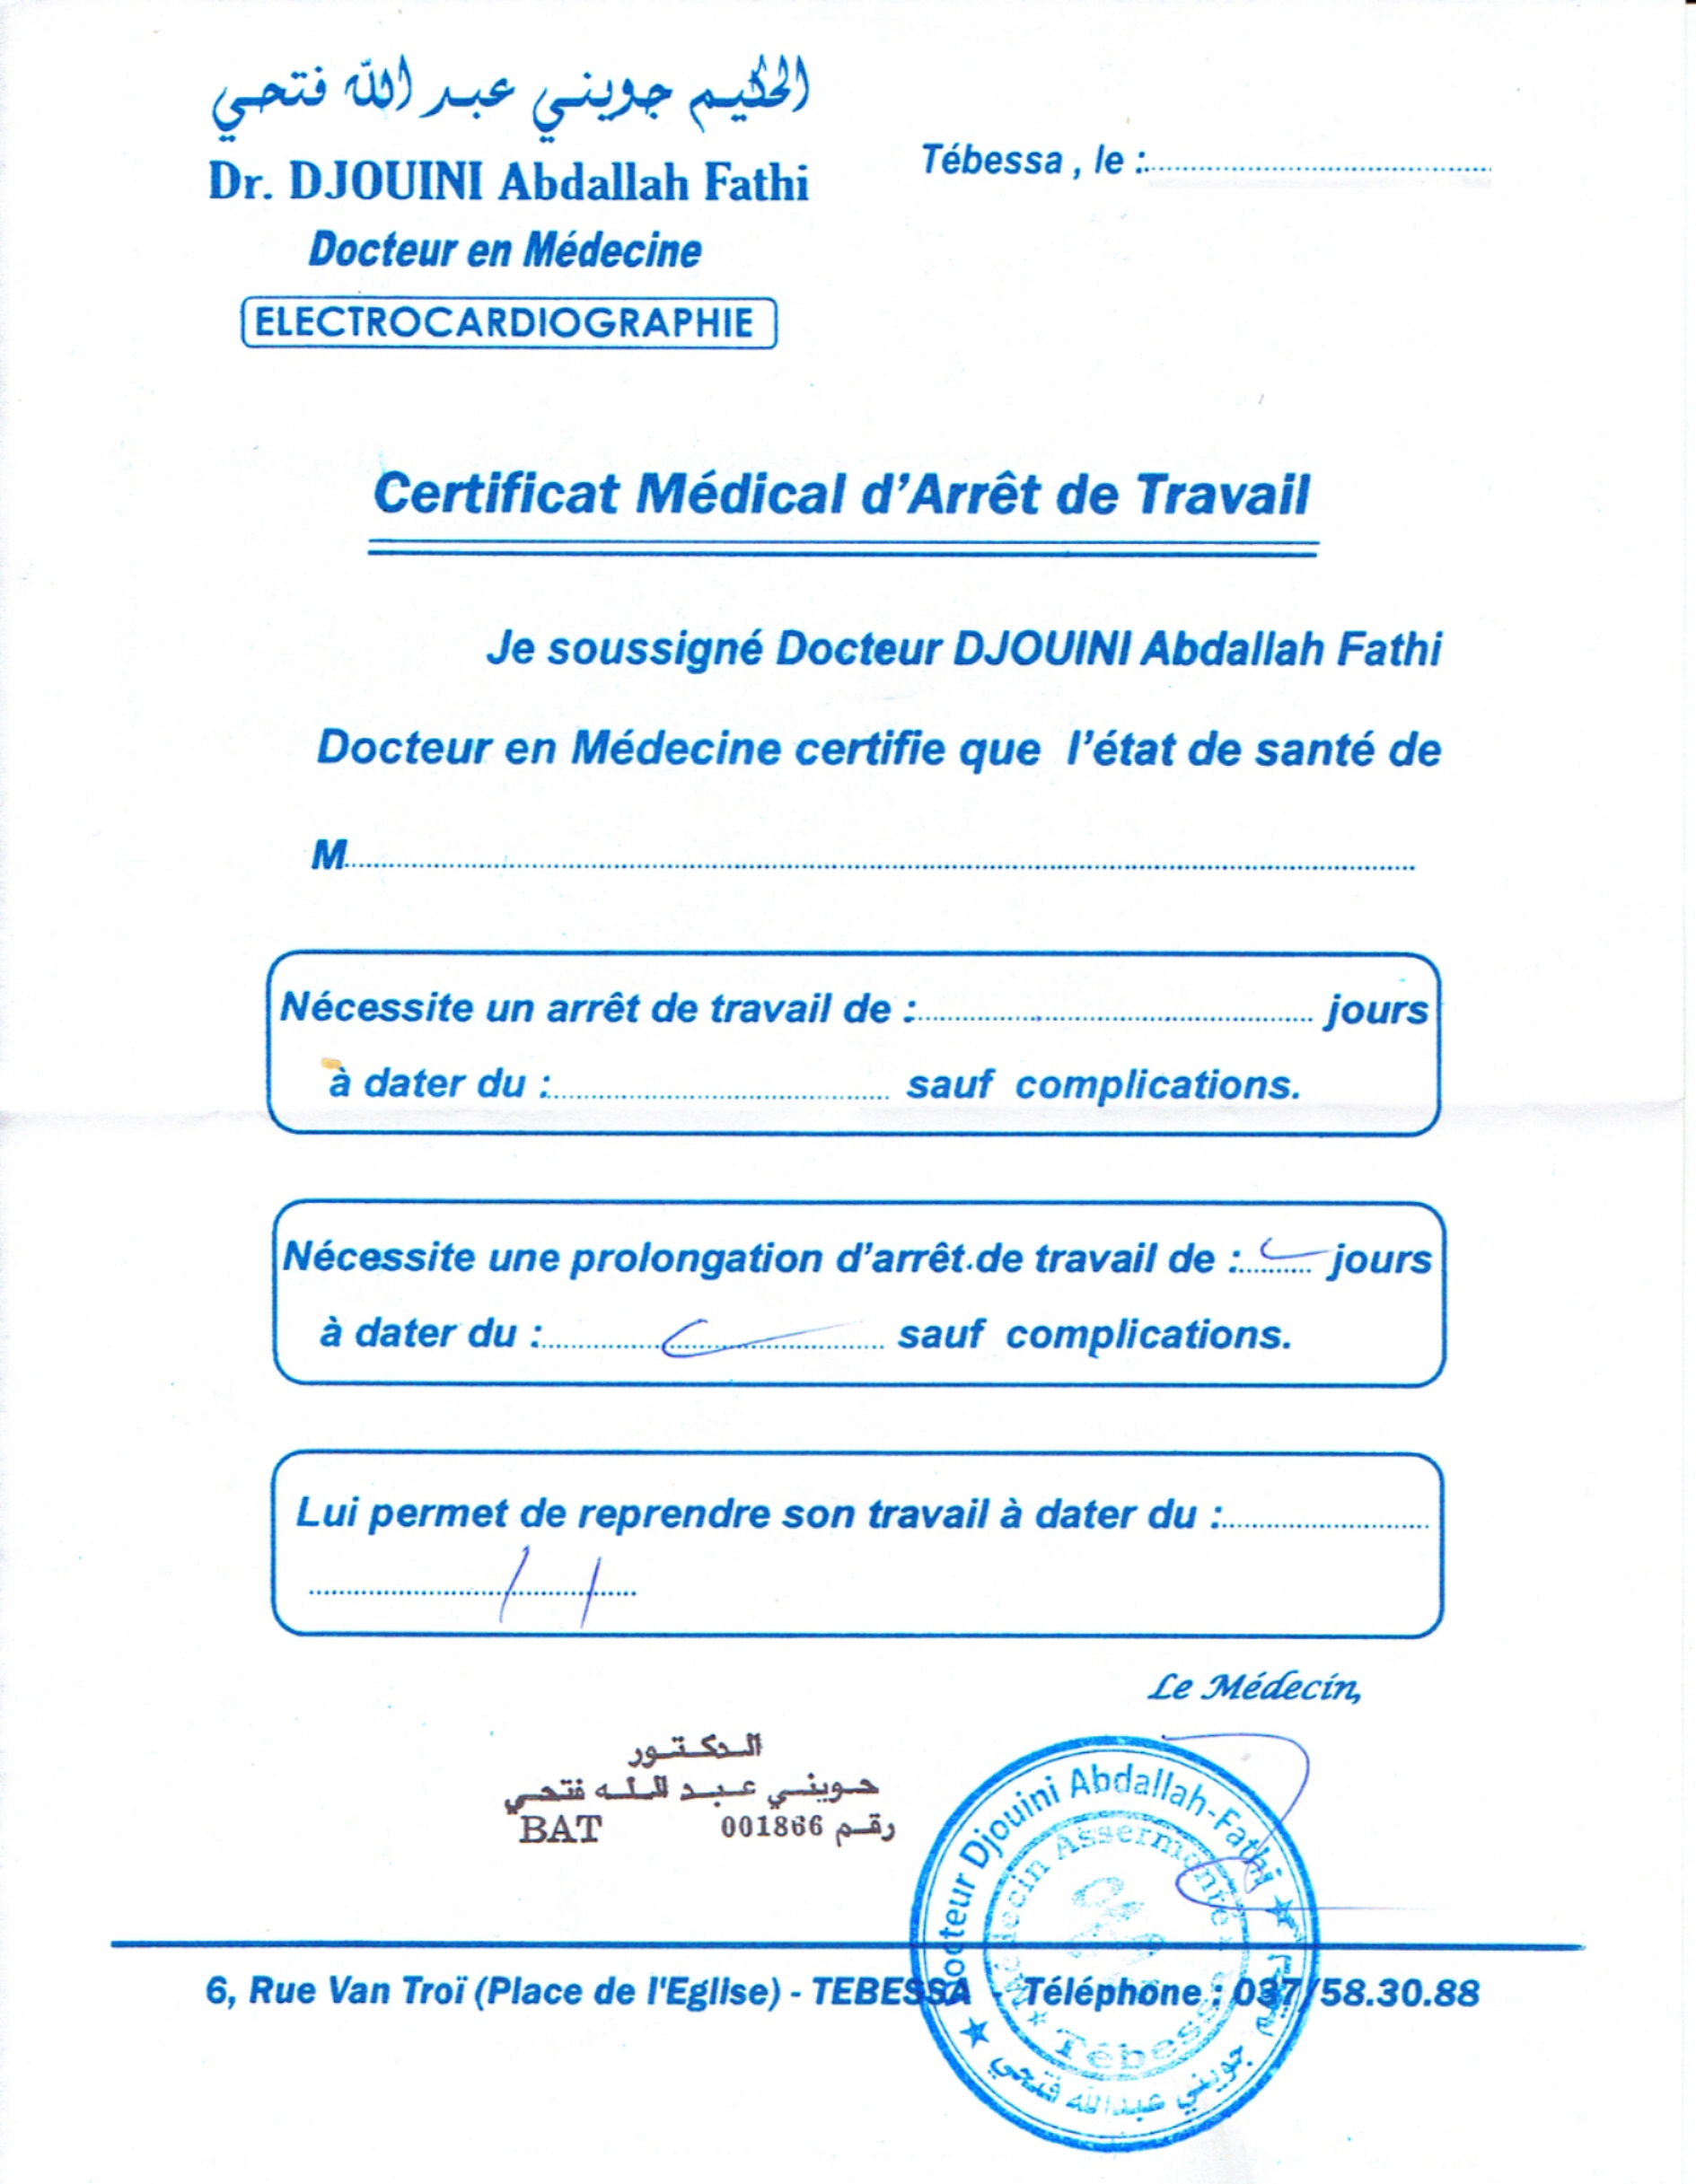 الحكيم جويني عبد الله فتحي
Dr. DJOUINI Abdallah Fathi
Docteur en Médecine
ELECTROCARDIOGRAPHIE
Tébessa , le :
Certificat Médical d'Arrêt de Travail
Je soussigné Docteur DJOUINI Abdallah Fathi
Docteur en Médecine certifie que l'état de santé de
M
Nécessite un arrêt de travail de : jours
à dater du : sauf complications.
Nécessite une prolongation d'arrêt de travail de : jours
à dater du : sauf complications.
Lui permet de reprendre son travail à dater du :
Le Médecin,
الدكتور
جويني عبد الله فتحي
BAT رقم 001866
Docteur Djouini Abdallah-Fathi
Médecin Assermenté
Tébessa
جويني عبدالله فتحي
6, Rue Van Troï (Place de l'Eglise) - TEBESSA - Téléphone : 037/58.30.88